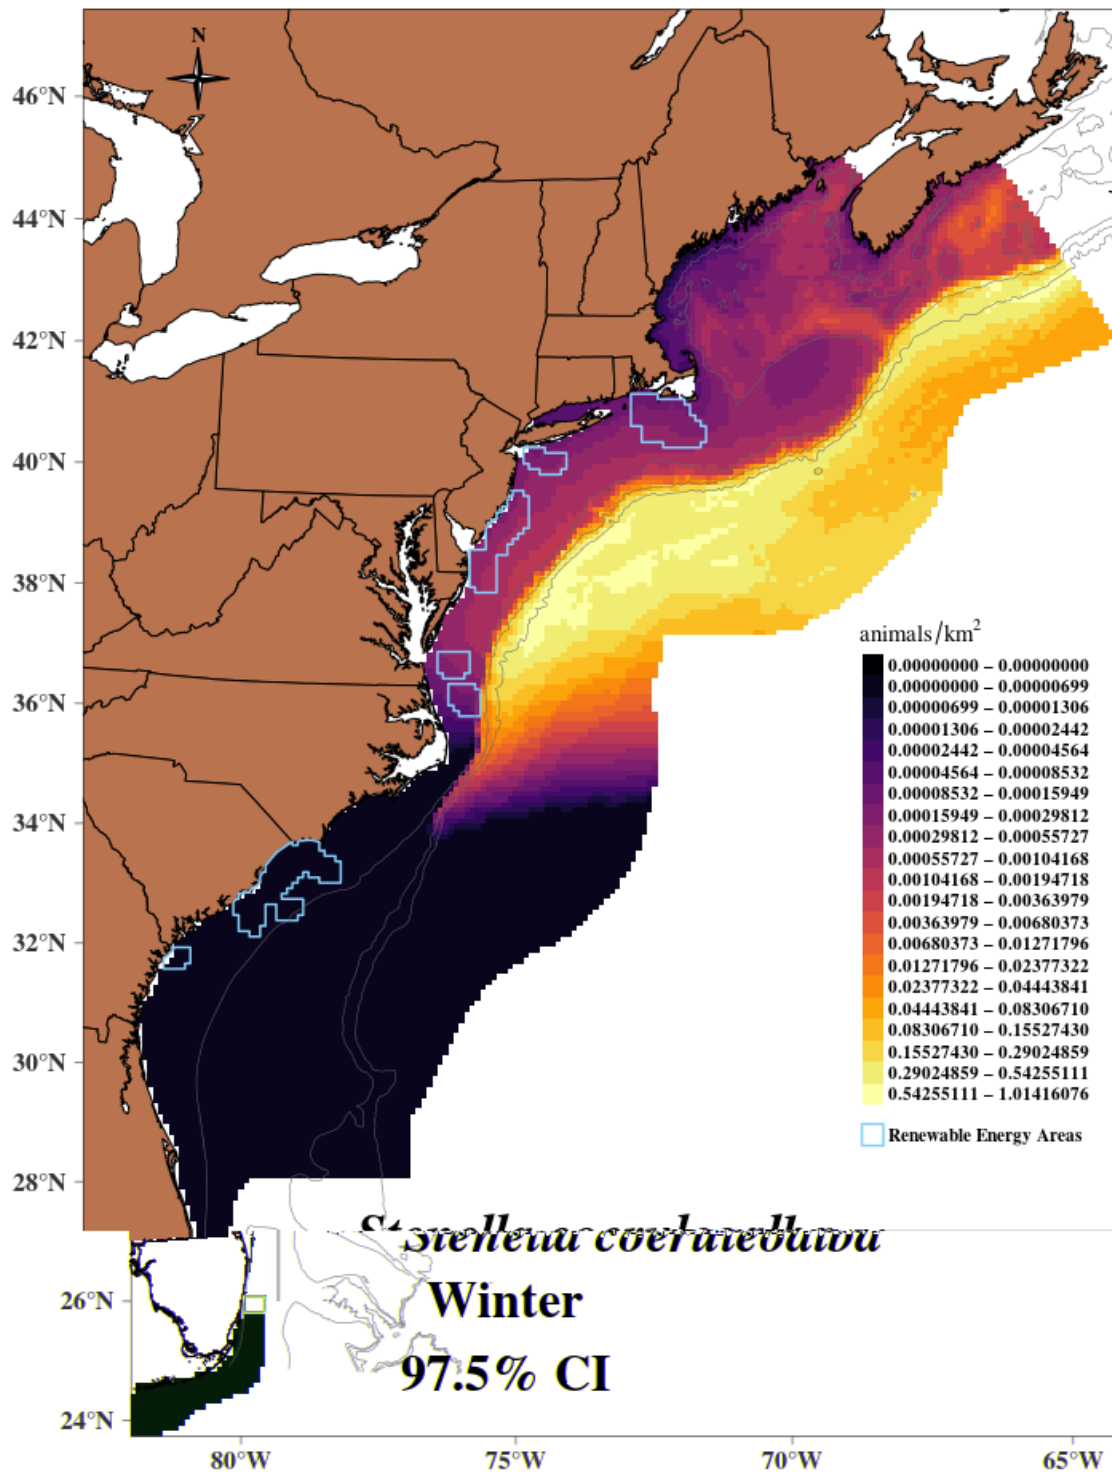 N
46°N
44°N
42°N
40°N
38°N
36°N
34°N
32°N
30°N
28°N
26°N
24°N
animals/km²
0.00000000 – 0.00000000
0.00000000 – 0.00000699
0.00000699 – 0.00001306
0.00001306 – 0.00002442
0.00002442 – 0.00004564
0.00004564 – 0.00008532
0.00008532 – 0.00015949
0.00015949 – 0.00029812
0.00029812 – 0.00055727
0.00055727 – 0.00104168
0.00104168 – 0.00194718
0.00194718 – 0.00363979
0.00363979 – 0.00680373
0.00680373 – 0.01271796
0.01271796 – 0.02377322
0.02377322 – 0.04443841
0.04443841 – 0.08306710
0.08306710 – 0.15527430
0.15527430 – 0.29024859
0.29024859 – 0.54255111
0.54255111 – 1.01416076
Renewable Energy Areas
Stenella coeruleoalba
Winter
97.5% CI
80°W
75°W
70°W
65°W